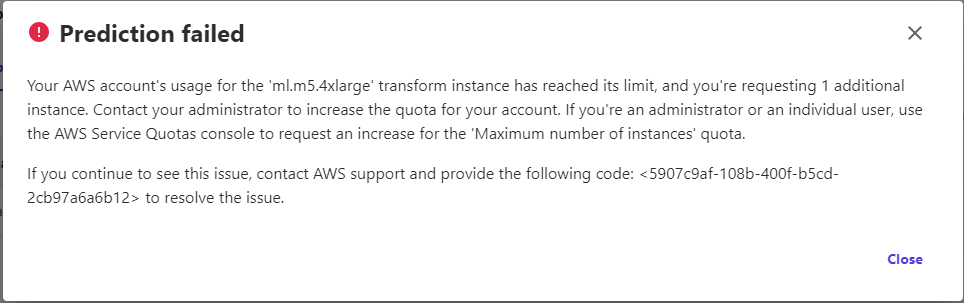 Prediction failed
Your AWS account's usage for the 'ml.m5.4xlarge' transform instance has reached its limit, and you're requesting 1 additional
instance. Contact your administrator to increase the quota for your account. If you're an administrator or an individual user, use
the AWS Service Quotas console to request an increase for the 'Maximum number of instances' quota.
If you continue to see this issue, contact AWS support and provide the following code: <5907c9af-108b-400f-b5cd-
2cb97a6a6b12> to resolve the issue.
Close